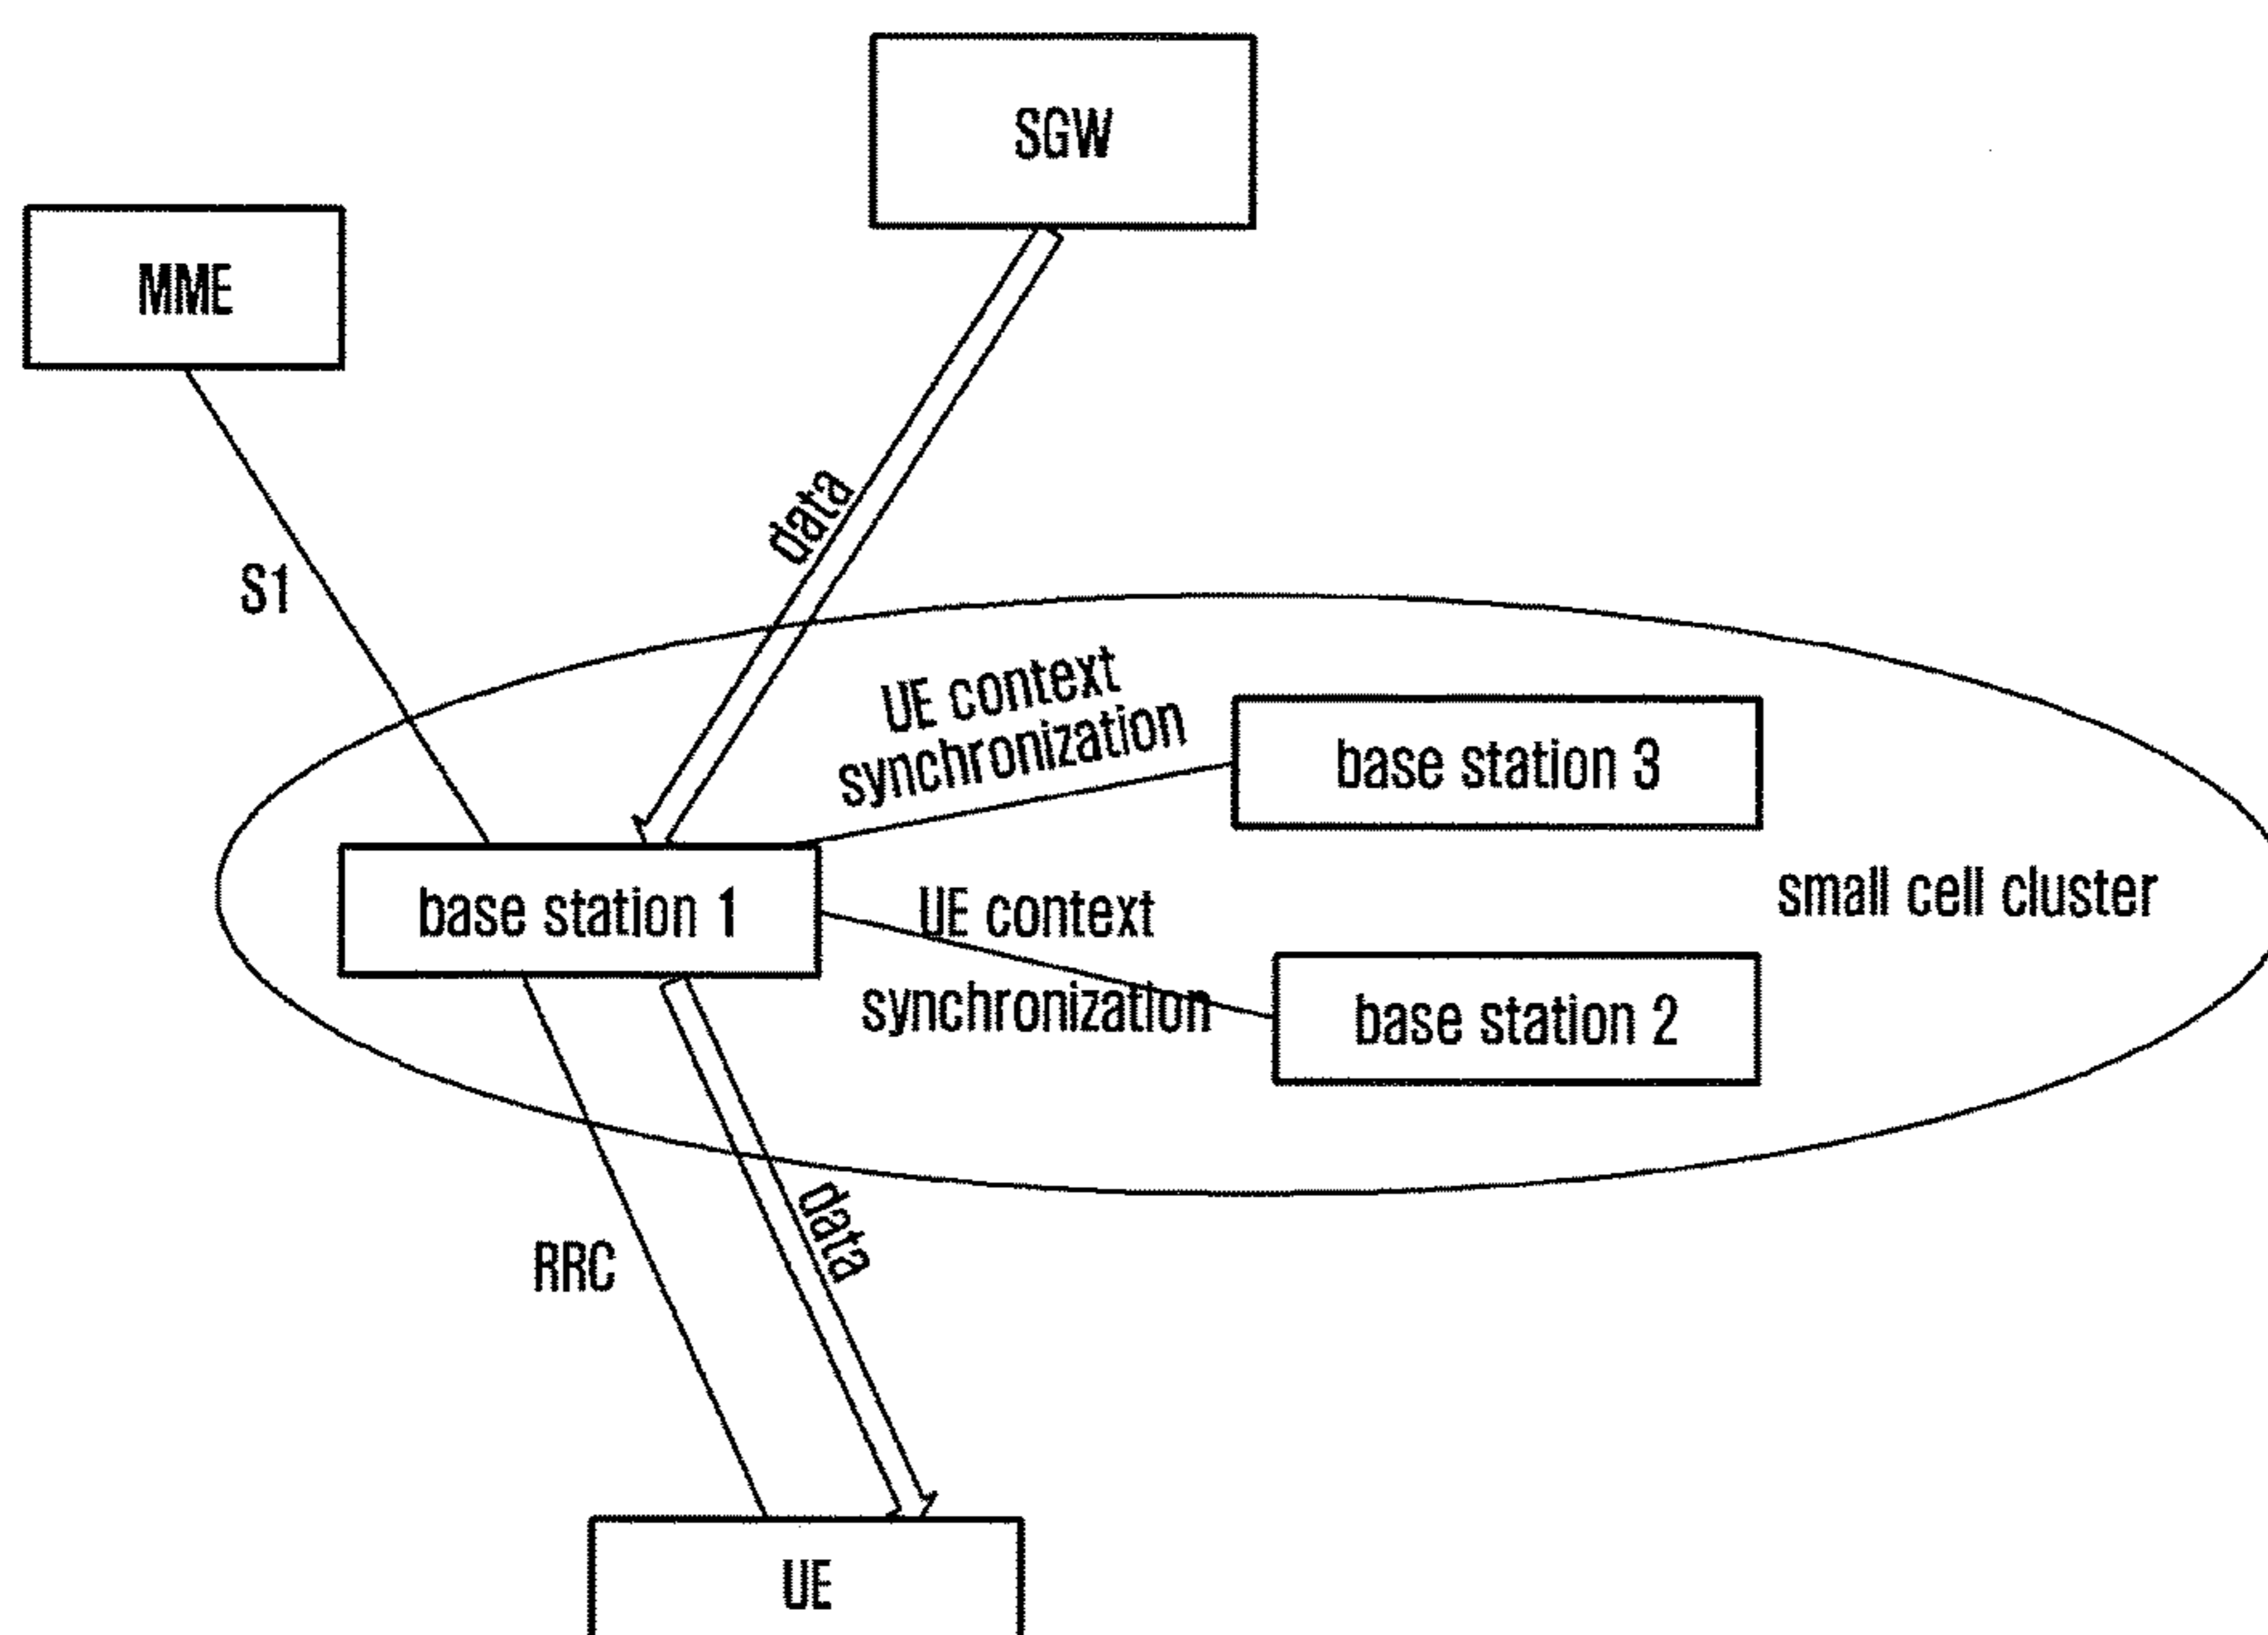 SGW
MME
data
S1
UE context
synchronization
base station 3
base station 1
UE context
small cell cluster
synchronization
base station 2
data
RRC
UE